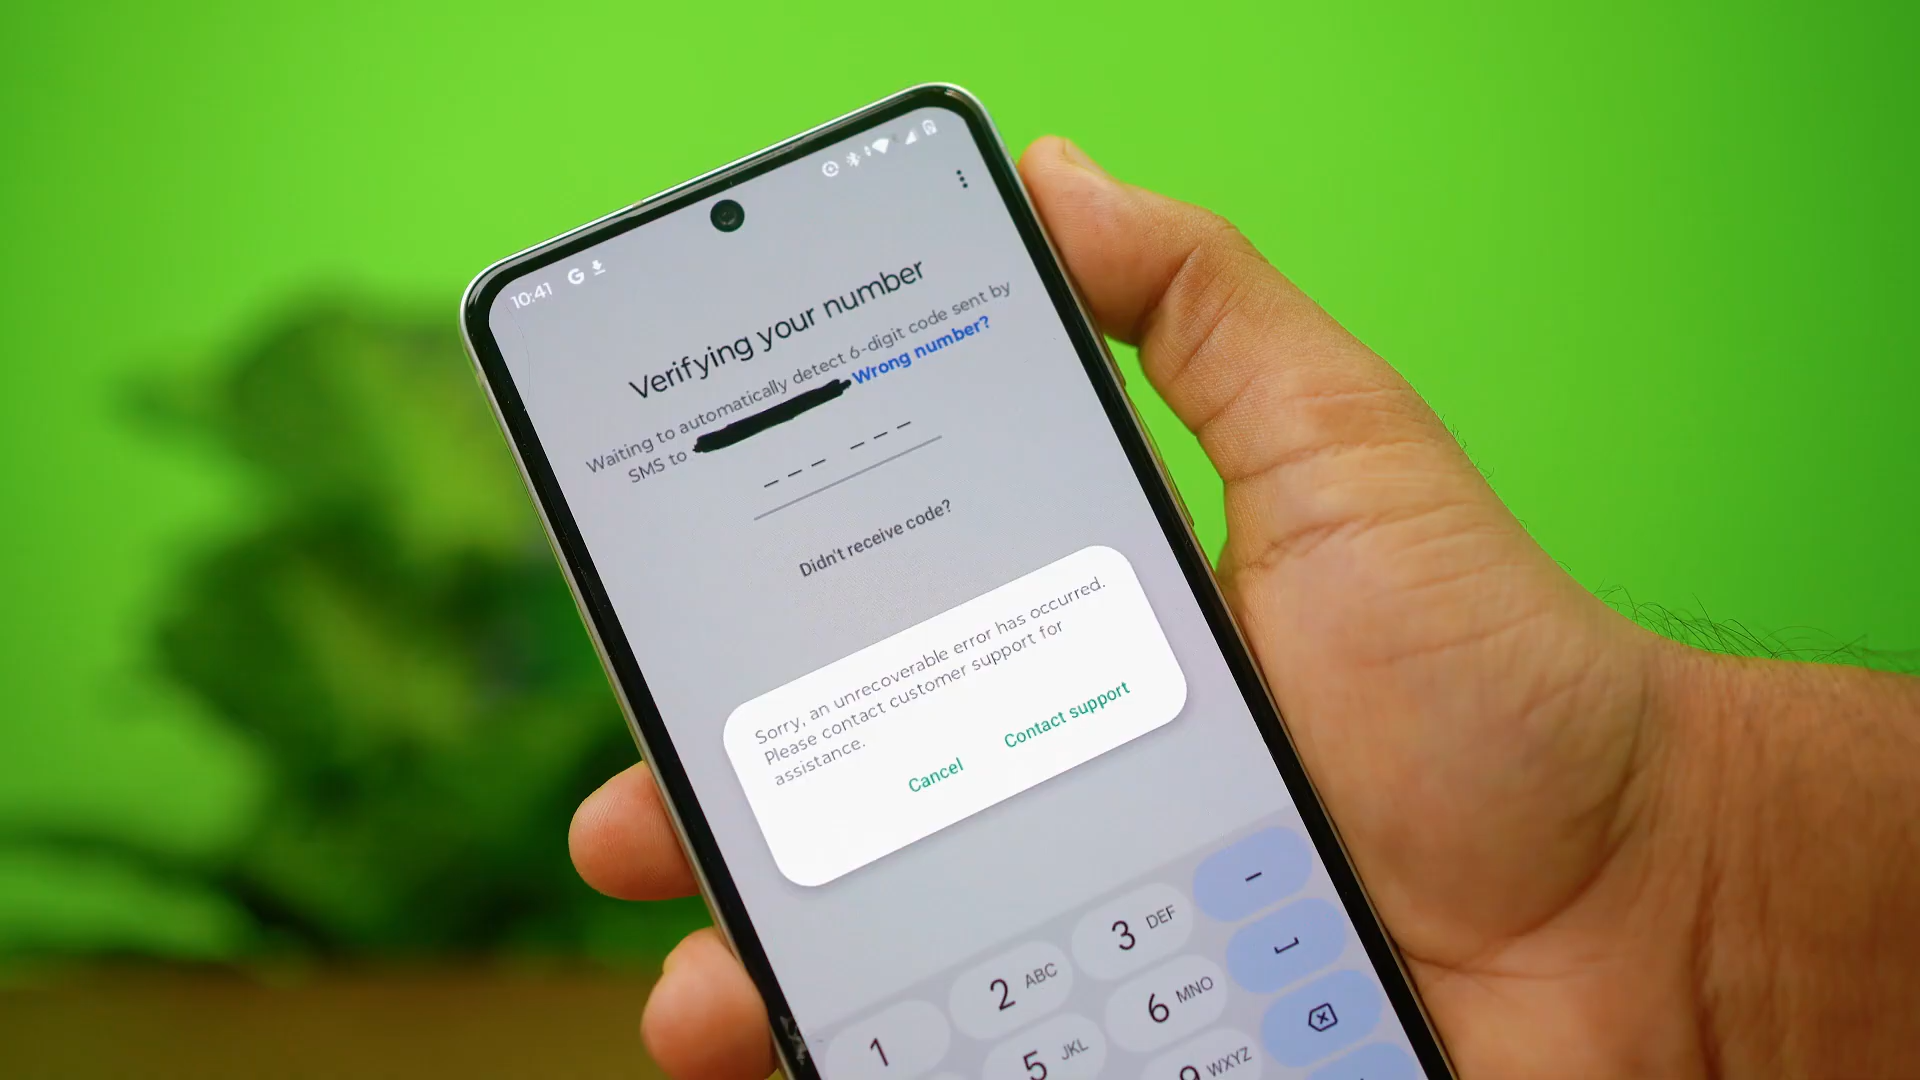 10:41
Verifying your number
Waiting to automatically detect 6-digit code sent by
SMS to Wrong number?
Didn't receive code?
Sorry, an unrecoverable error has occurred.
Please contact customer support for
assistance.
Cancel Contact support
1 2 ABC 3 DEF
5 JKL 6 MNO
9 WXYZ